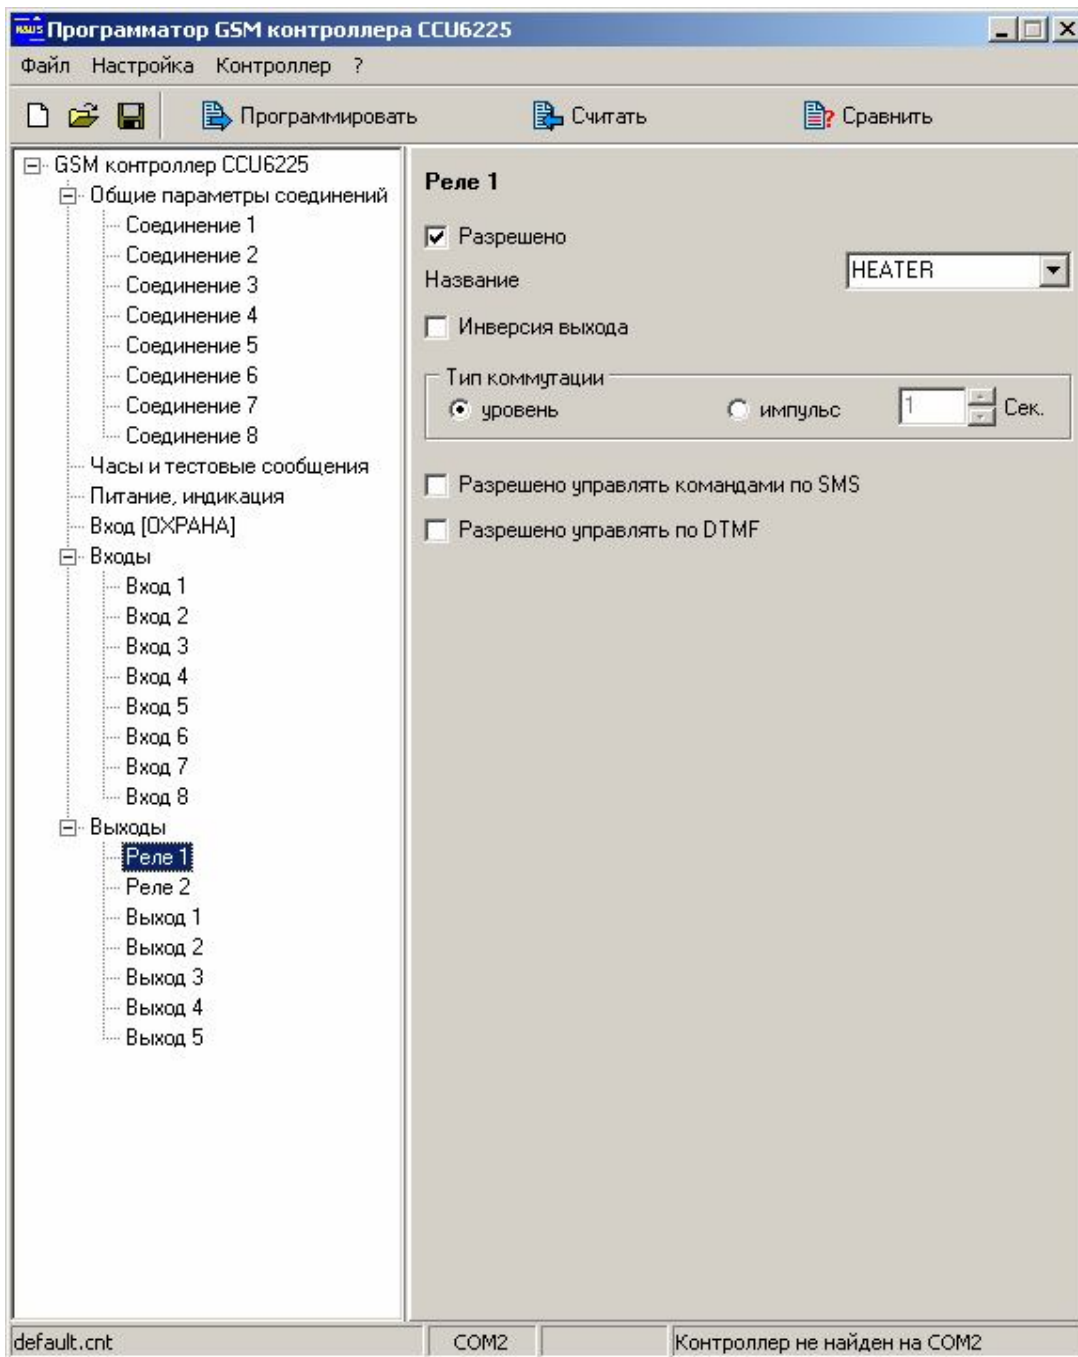 Программатор GSM контроллера CCU6225
Файл Настройка Контроллер ?
Программировать Считать Сравнить
GSM контроллер CCU6225
Общие параметры соединений
Соединение 1
Соединение 2
Соединение 3
Соединение 4
Соединение 5
Соединение 6
Соединение 7
Соединение 8
Часы и тестовые сообщения
Питание, индикация
Вход [ОХРАНА]
Входы
Вход 1
Вход 2
Вход 3
Вход 4
Вход 5
Вход 6
Вход 7
Вход 8
Выходы
Реле 1
Реле 2
Выход 1
Выход 2
Выход 3
Выход 4
Выход 5
Реле 1
Разрешено
Название HEATER
Инверсия выхода
Тип коммутации
уровень импульс 1 Сек.
Разрешено управлять командами по SMS
Разрешено управлять по DTMF
default.cnt COM2 Контроллер не найден на COM2